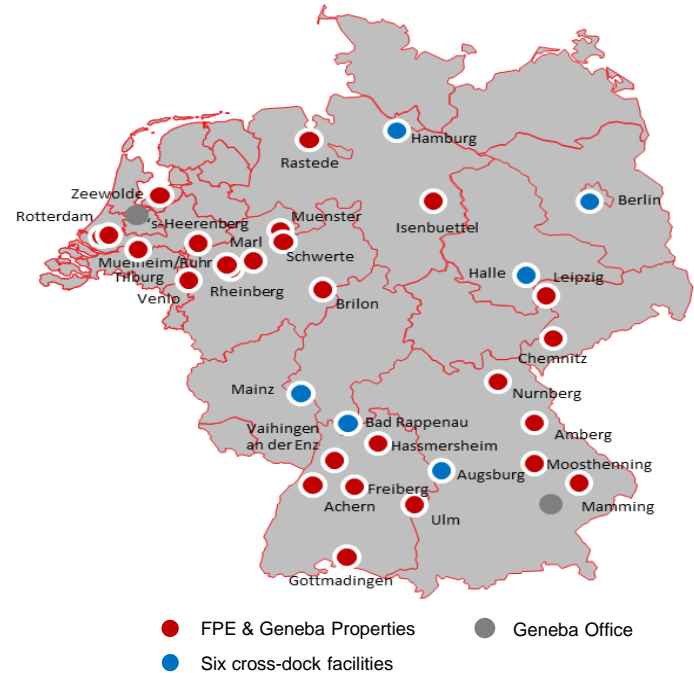 Hamburg
Rastede
Zeewolde
Berlin
Rotterdam
's-Heerenberg
Muenster
Isenbuettel
Marl
Schwerte
Muelheim/Ruhr
Tilburg
Halle
Leipzig
Venlo
Rheinberg
Brilon
Chemnitz
Mainz
Nurnberg
Vaihingen
an der Enz
Bad Rappenau
Amberg
Hassmersheim
Moosthenning
Augsburg
Freiberg
Achern
Mamming
Ulm
Gottmadingen
FPE & Geneba Properties
Geneba Office
Six cross-dock facilities